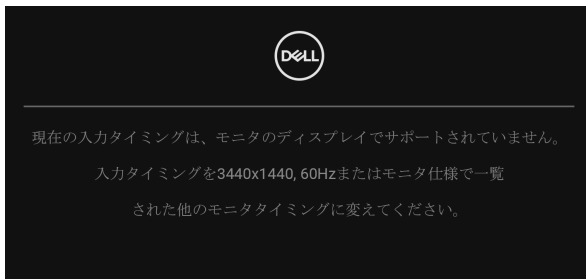 DELL
現在の入力タイミングは、モニタのディスプレイでサポートされていません。
入力タイミングを3440x1440, 60Hzまたはモニタ仕様で一覧
された他のモニタタイミングに変えてください。